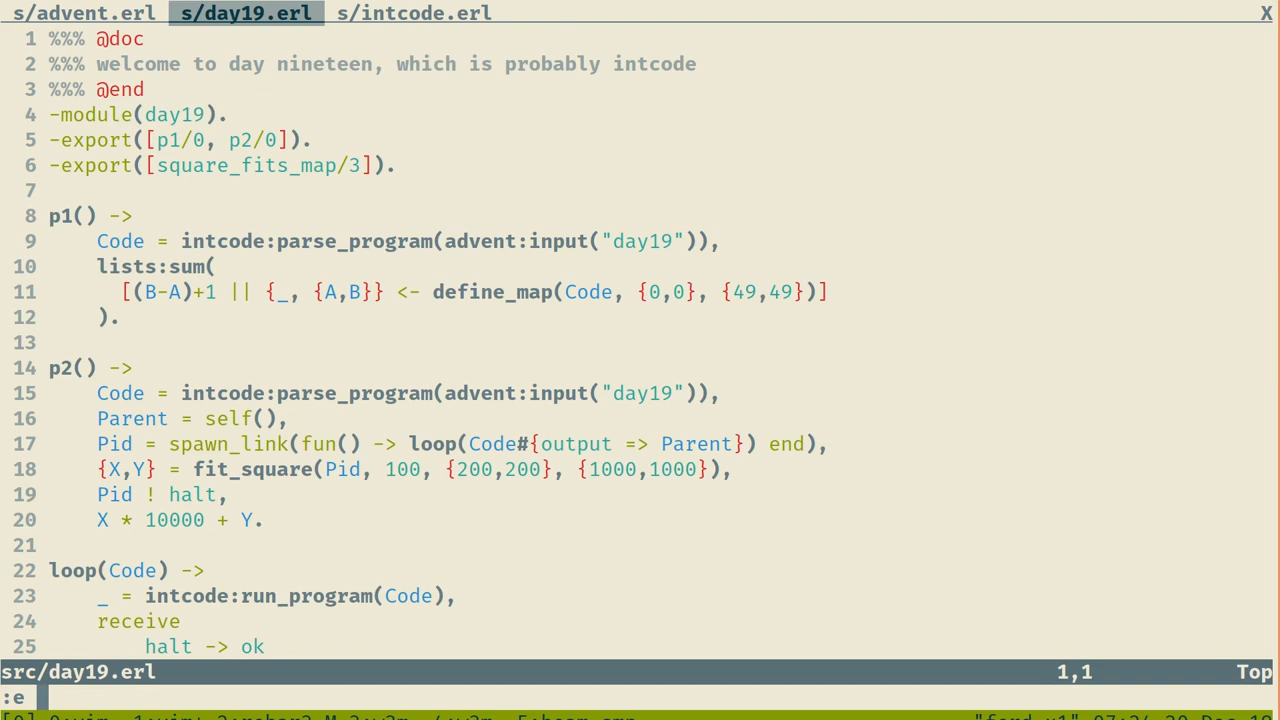 s/advent.erl s/day19.erl s/intcode.erl X
1 %%% @doc
2 %%% welcome to day nineteen, which is probably intcode
3 %%% @end
4 -module(day19).
5 -export([p1/0, p2/0]).
6 -export([square_fits_map/3]).
7
8 p1() ->
9     Code = intcode:parse_program(advent:input("day19")),
10     lists:sum(
11       [(B-A)+1 || {_, {A,B}} <- define_map(Code, {0,0}, {49,49})]
12     ).
13
14 p2() ->
15     Code = intcode:parse_program(advent:input("day19")),
16     Parent = self(),
17     Pid = spawn_link(fun() -> loop(Code#{output => Parent}) end),
18     {X,Y} = fit_square(Pid, 100, {200,200}, {1000,1000}),
19     Pid ! halt,
20     X * 10000 + Y.
21
22 loop(Code) ->
23     _ = intcode:run_program(Code),
24     receive
25         halt -> ok
src/day19.erl 1,1 Top
:e